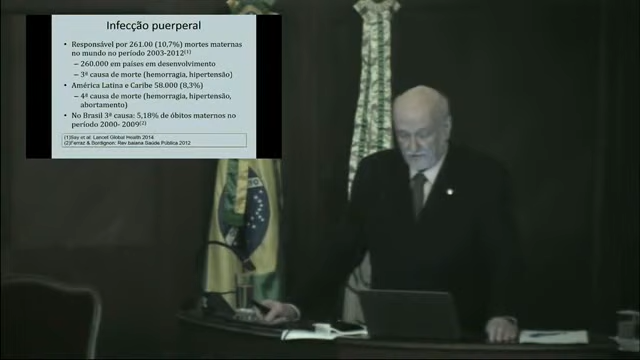 Infecção puerperal
• Responsável por 261.00 (10,7%) mortes maternas
no mundo no período 2003-2012(1)
– 260.000 em países em desenvolvimento
– 3ª causa de morte (hemorragia, hipertensão)
• América Latina e Caribe 58.000 (8,3%)
– 4ª causa de morte (hemorragia, hipertensão,
abortamento)
• No Brasil 3ª causa: 5,18% de óbitos maternos no
período 2000- 2009(2)
(1)Say et al: Lancet Global Health 2014
(2)Ferraz & Bordignon: Rev baiana Saúde Pública 2012